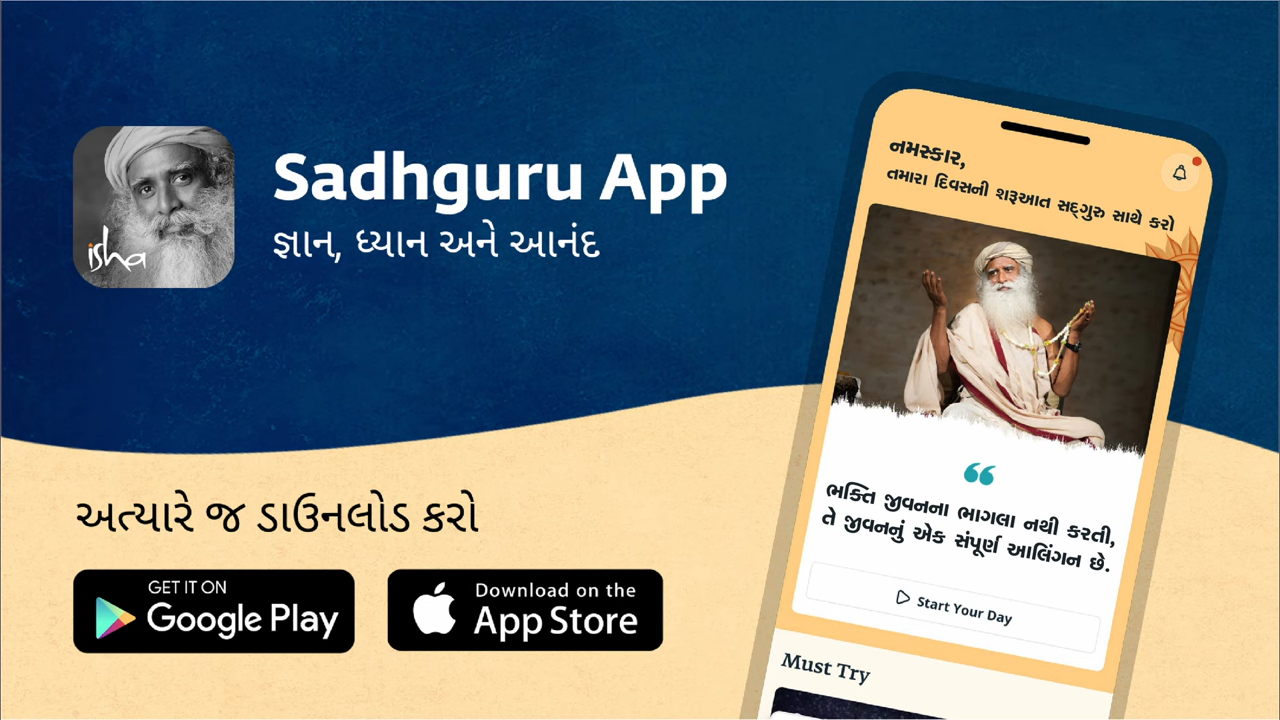 Sadhguru App
જ્ઞાન, ધ્યાન અને આનંદ
isha
અત્યારે જ ડાઉનલોડ કરો
GET IT ON
Google Play
Download on the
App Store
નમસ્કાર,
તમારા દિવસની શરૂઆત સદ્‌ગુરુ સાથે કરો
“
ભક્તિ જીવનના ભાગલા નથી કરતી,
તે જીવનનું એક સંપૂર્ણ આલિંગન છે.
Start Your Day
Must Try